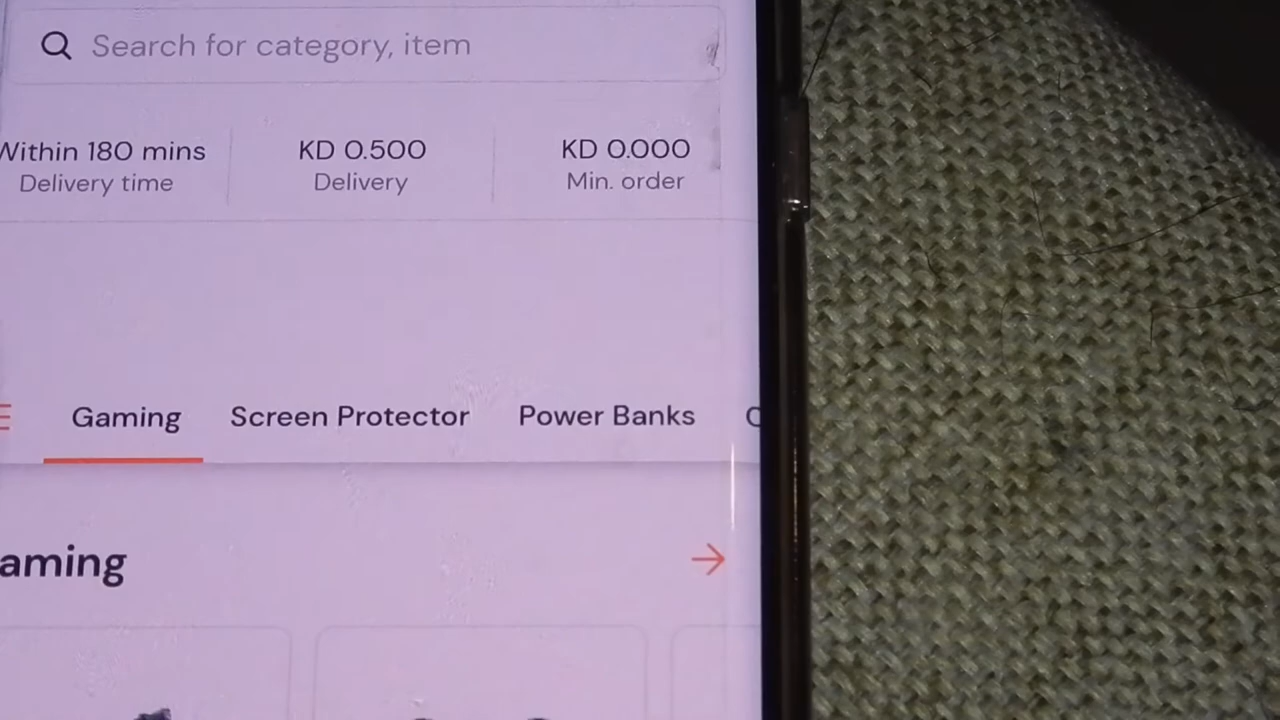 Search for category, item
Within 180 mins KD 0.500 KD 0.000
Delivery time Delivery Min. order
Gaming Screen Protector Power Banks
aming